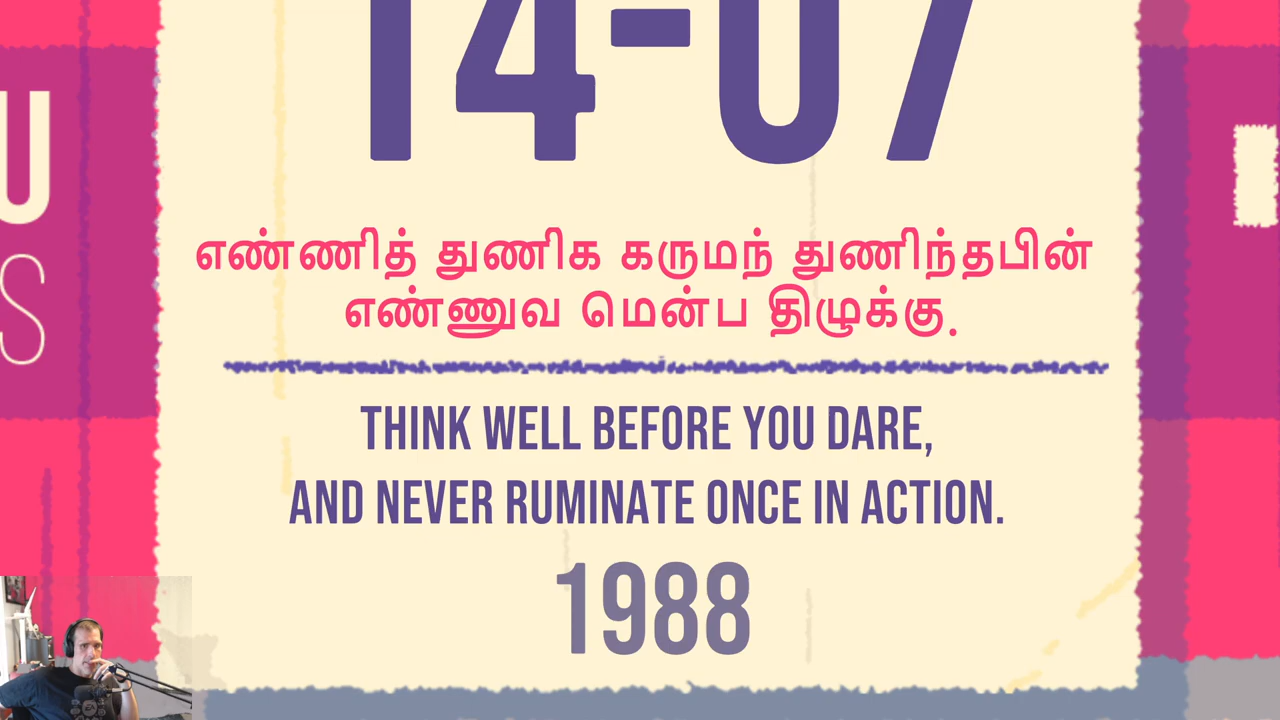 14-07
U
S
எண்ணித் துணிக கருமந் துணிந்தபின்
எண்ணுவ மென்ப திழுக்கு.
THINK WELL BEFORE YOU DARE,
AND NEVER RUMINATE ONCE IN ACTION.
1988